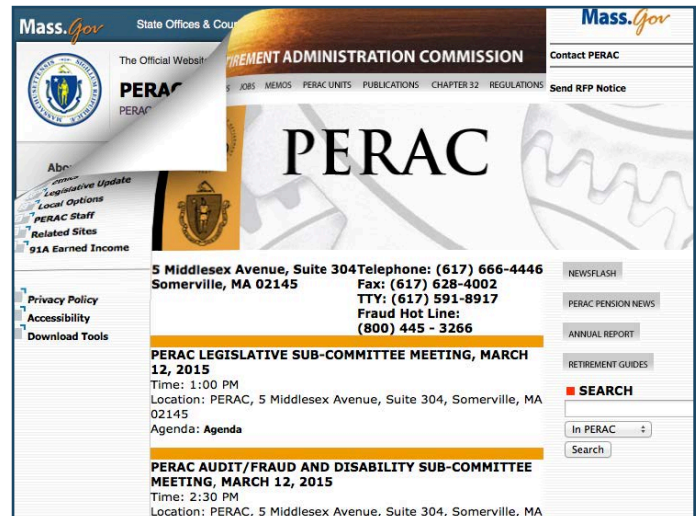 Mass.Gov
State Offices & Cou
Mass.Gov
The Official Websit
IREMENT ADMINISTRATION COMMISSION
Contact PERAC
PERAC
JOBS MEMOS PERAC UNITS PUBLICATIONS CHAPTER 32 REGULATIONS
Send RFP Notice
PERAC
PERAC
Abo
Legislative Update
Local Options
PERAC Staff
Related Sites
91A Earned Income
5 Middlesex Avenue, Suite 304
Somerville, MA 02145
Telephone: (617) 666-4446
Fax: (617) 628-4002
TTY: (617) 591-8917
Fraud Hot Line:
(800) 445 - 3266
Privacy Policy
Accessibility
Download Tools
PERAC LEGISLATIVE SUB-COMMITTEE MEETING, MARCH
12, 2015
Time: 1:00 PM
Location: PERAC, 5 Middlesex Avenue, Suite 304, Somerville, MA
02145
Agenda: Agenda
PERAC AUDIT/FRAUD AND DISABILITY SUB-COMMITTEE
MEETING, MARCH 12, 2015
Time: 2:30 PM
Location: PERAC, 5 Middlesex Avenue, Suite 304, Somerville, MA
NEWSFLASH
PERAC PENSION NEWS
ANNUAL REPORT
RETIREMENT GUIDES
SEARCH
In PERAC
Search